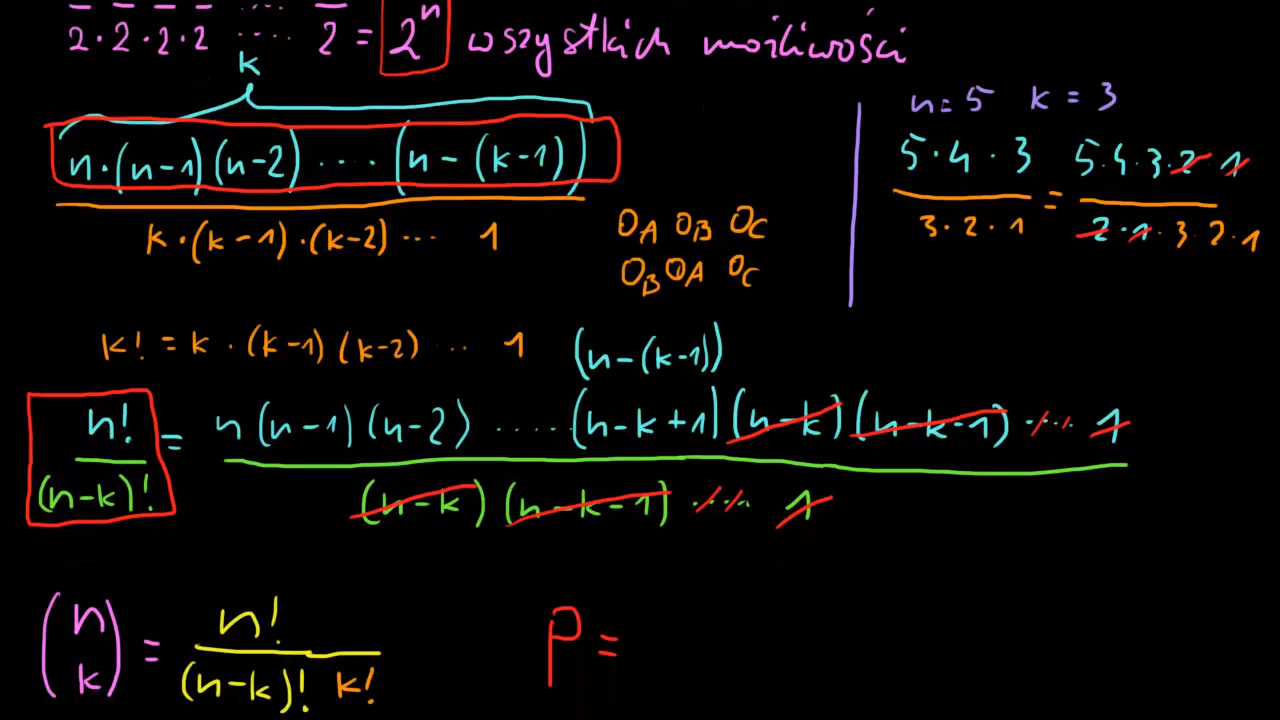 2·2·2·2 .... 2 = 2ⁿ wszystkich możliwości
k
n·(n-1)(n-2) .... (n-(k-1))
k·(k-1)·(k-2) ... 1
O_A O_B O_C
O_B O_A O_C
n=5 k=3
5·4·3 / 3·2·1 = 5·4·3·2·1 / 2·1·3·2·1
k! = k·(k-1)(k-2) ... 1
(n-(k-1))
n! / (n-k)! = n(n-1)(n-2) ..... (n-k+1)(n-k)(n-k-1) ..... 1 / (n-k)(n-k-1) ..... 1
(n k) = n! / (n-k)! k!
P =